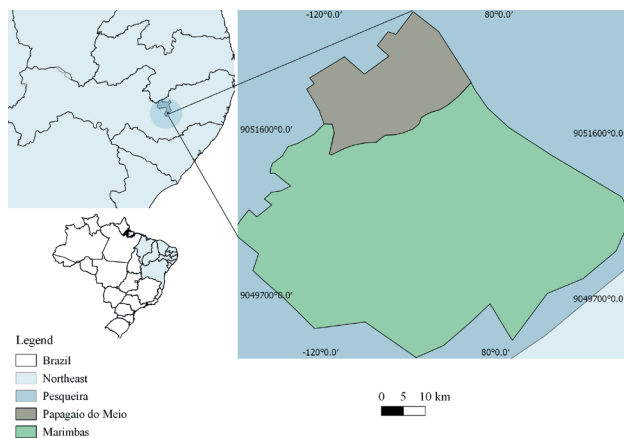 -120°0.0′ 80°0.0′
9051600°0.0′ 9051600°0.0′
9049700°0.0′ 9049700°0.0′
-120°0.0′ 80°0.0′
Legend
Brazil
Northeast
Pesqueira
Papagaio do Meio
Marimbas
0 5 10 km